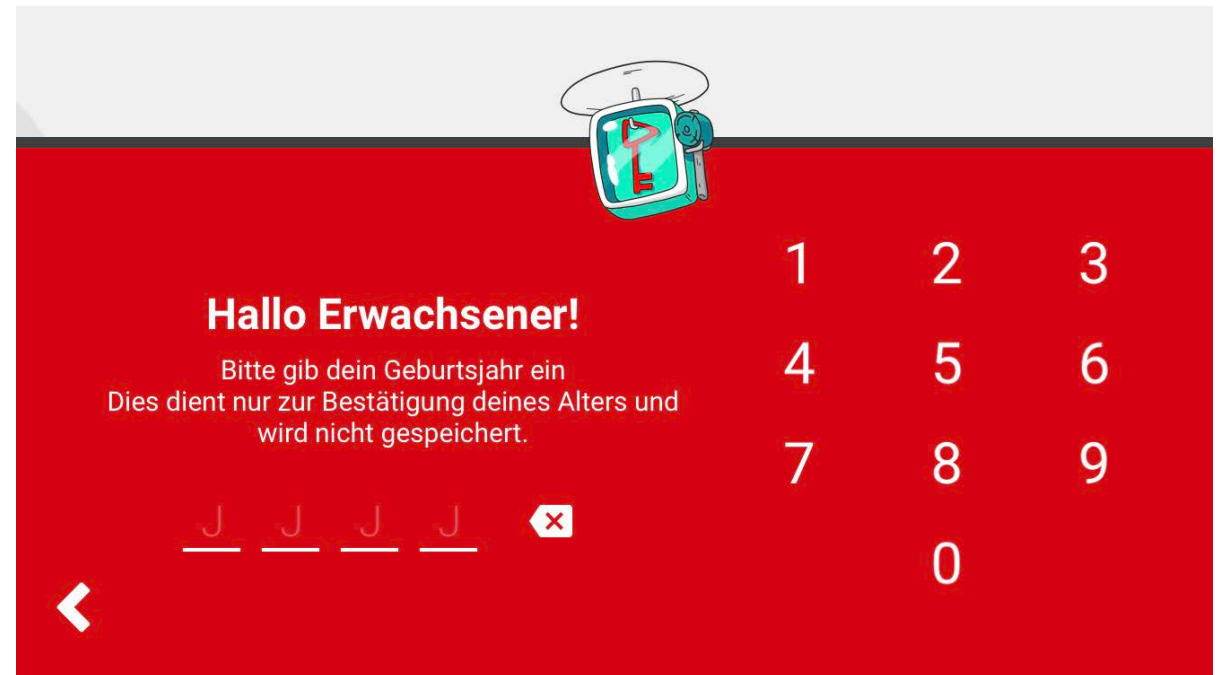 Hallo Erwachsener!
Bitte gib dein Geburtsjahr ein
Dies dient nur zur Bestätigung deines Alters und
wird nicht gespeichert.
J J J J
1 2 3
4 5 6
7 8 9
0